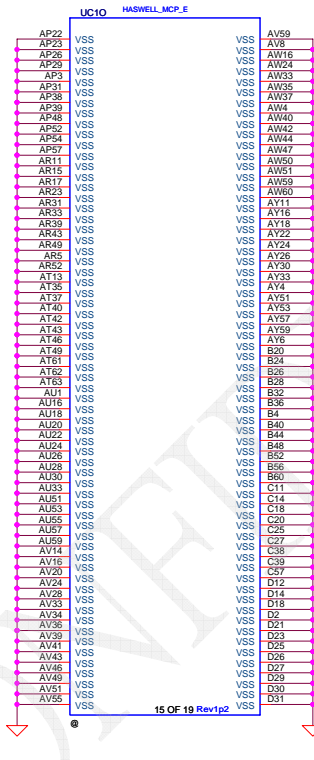 UC1O HASWELL_MCP_E
AP22 VSS VSS AV59
AP23 VSS VSS AV8
AP26 VSS VSS AW16
AP29 VSS VSS AW24
AP3 VSS VSS AW33
AP31 VSS VSS AW35
AP38 VSS VSS AW37
AP39 VSS VSS AW4
AP48 VSS VSS AW40
AP52 VSS VSS AW42
AP54 VSS VSS AW44
AP57 VSS VSS AW47
AR11 VSS VSS AW50
AR15 VSS VSS AW51
AR17 VSS VSS AW59
AR23 VSS VSS AW60
AR31 VSS VSS AY11
AR33 VSS VSS AY16
AR39 VSS VSS AY18
AR43 VSS VSS AY22
AR49 VSS VSS AY24
AR5 VSS VSS AY26
AR52 VSS VSS AY30
AT13 VSS VSS AY33
AT35 VSS VSS AY4
AT37 VSS VSS AY51
AT40 VSS VSS AY53
AT42 VSS VSS AY57
AT43 VSS VSS AY59
AT46 VSS VSS AY6
AT49 VSS VSS B20
AT61 VSS VSS B24
AT62 VSS VSS B26
AT63 VSS VSS B28
AU1 VSS VSS B32
AU16 VSS VSS B36
AU18 VSS VSS B4
AU20 VSS VSS B40
AU22 VSS VSS B44
AU24 VSS VSS B48
AU26 VSS VSS B52
AU28 VSS VSS B56
AU30 VSS VSS B60
AU33 VSS VSS C11
AU51 VSS VSS C14
AU53 VSS VSS C18
AU55 VSS VSS C20
AU57 VSS VSS C25
AU59 VSS VSS C27
AV14 VSS VSS C38
AV16 VSS VSS C39
AV20 VSS VSS C57
AV24 VSS VSS D12
AV28 VSS VSS D14
AV33 VSS VSS D18
AV34 VSS VSS D2
AV36 VSS VSS D21
AV39 VSS VSS D23
AV41 VSS VSS D25
AV43 VSS VSS D26
AV46 VSS VSS D27
AV49 VSS VSS D29
AV51 VSS VSS D30
AV55 VSS VSS D31
15 OF 19 Rev1p2
@